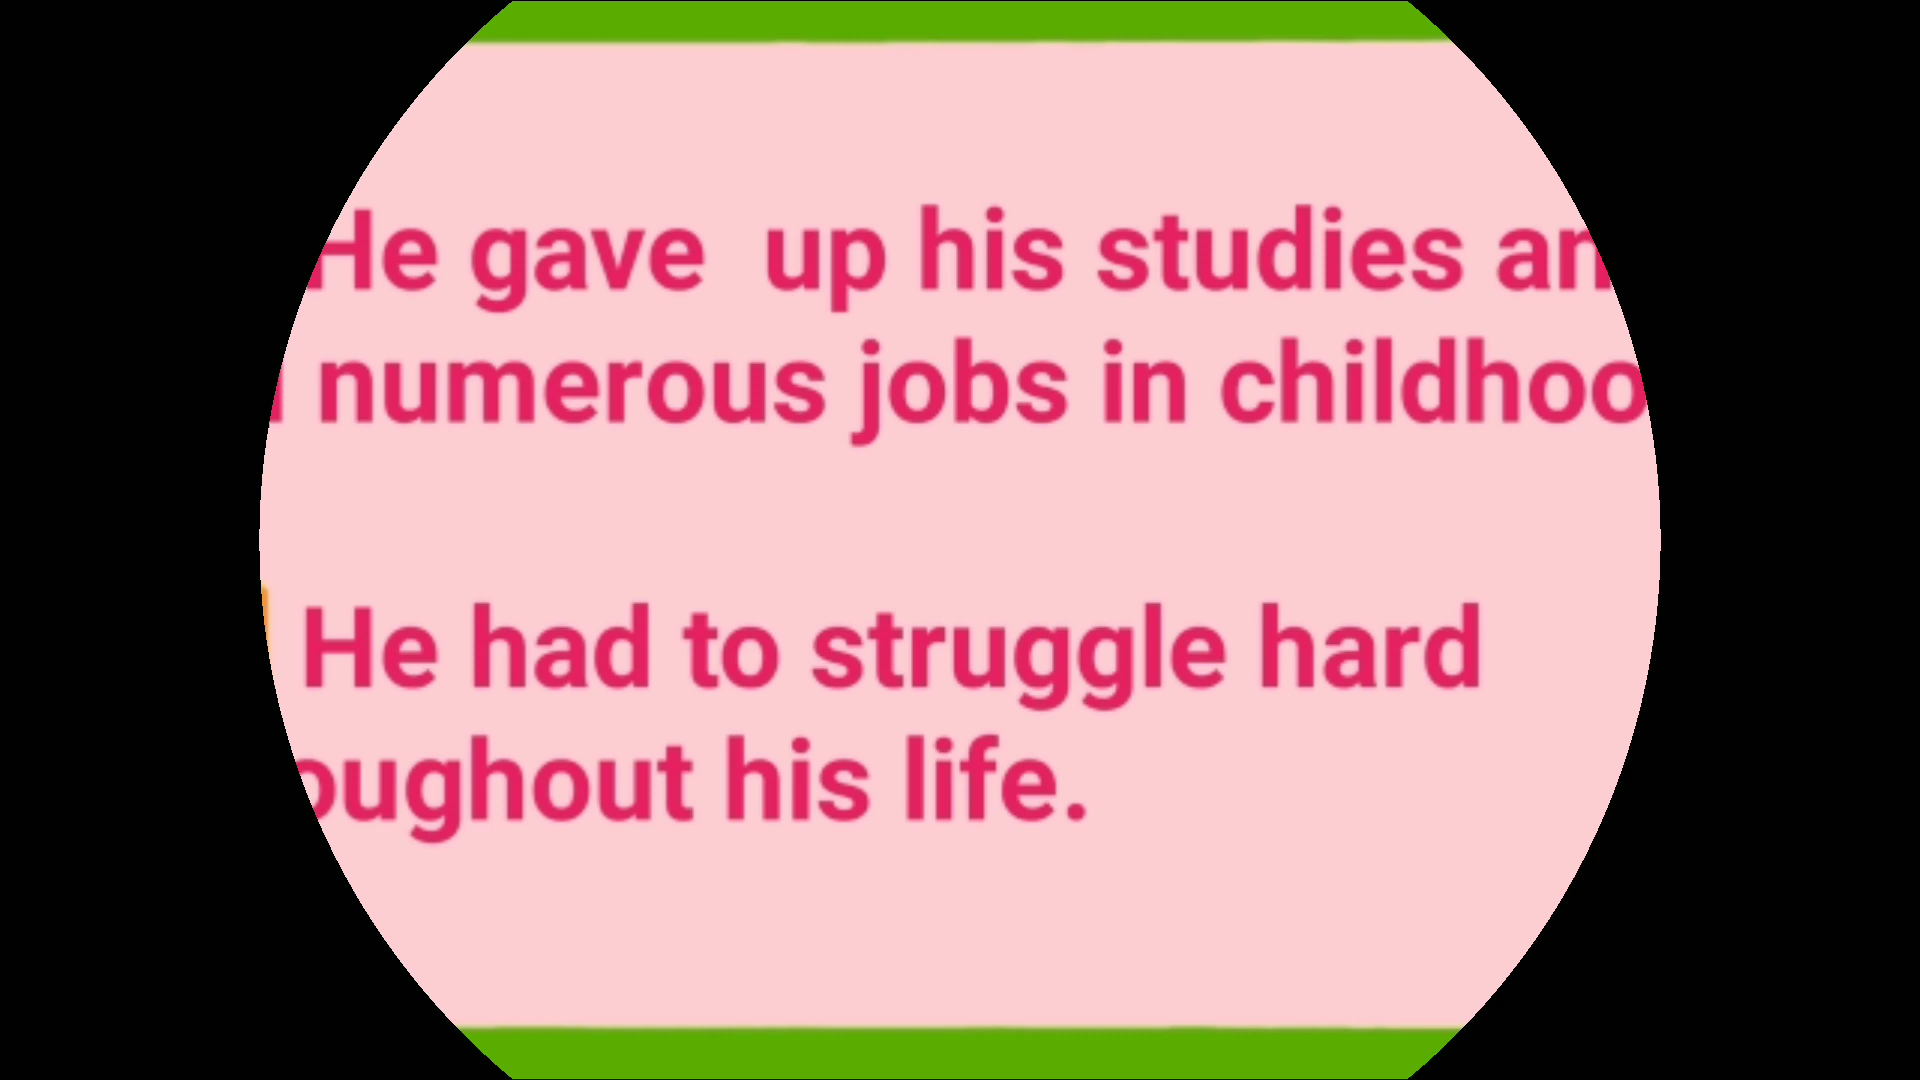 He gave  up his studies an
numerous jobs in childhoo
He had to struggle hard
oughout his life.